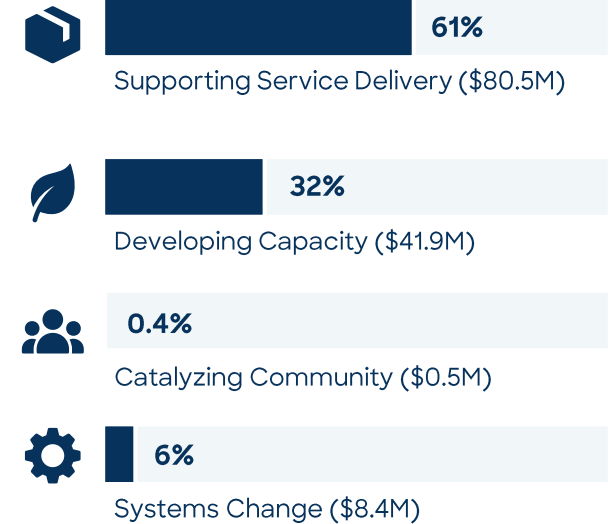 61%
Supporting Service Delivery ($80.5M)
32%
Developing Capacity ($41.9M)
0.4%
Catalyzing Community ($0.5M)
6%
Systems Change ($8.4M)